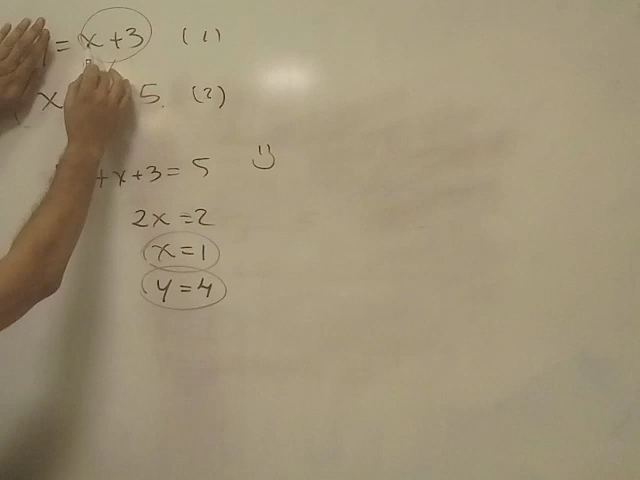 = x+3 (1)
x 5. (2)
+x+3=5
2x=2
x=1
y=4